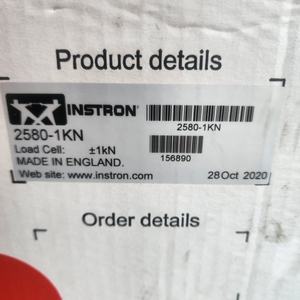 Product details
INSTRON
2580-1KN
2580-1KN
Load Cell: ±1kN
MADE IN ENGLAND.
156890
Web site: www.instron.com
28 Oct 2020
Order details